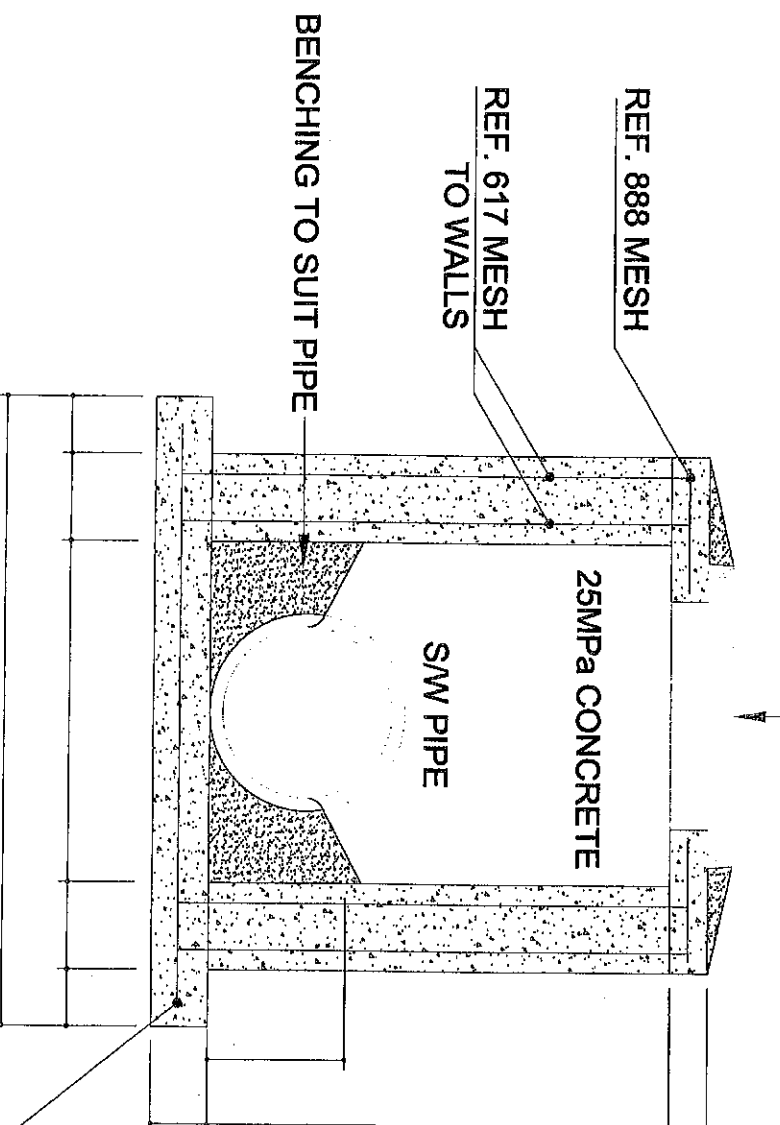 REF. 888 MESH
REF. 617 MESH
TO WALLS
25MPa CONCRETE
S/W PIPE
BENCHING TO SUIT PIPE